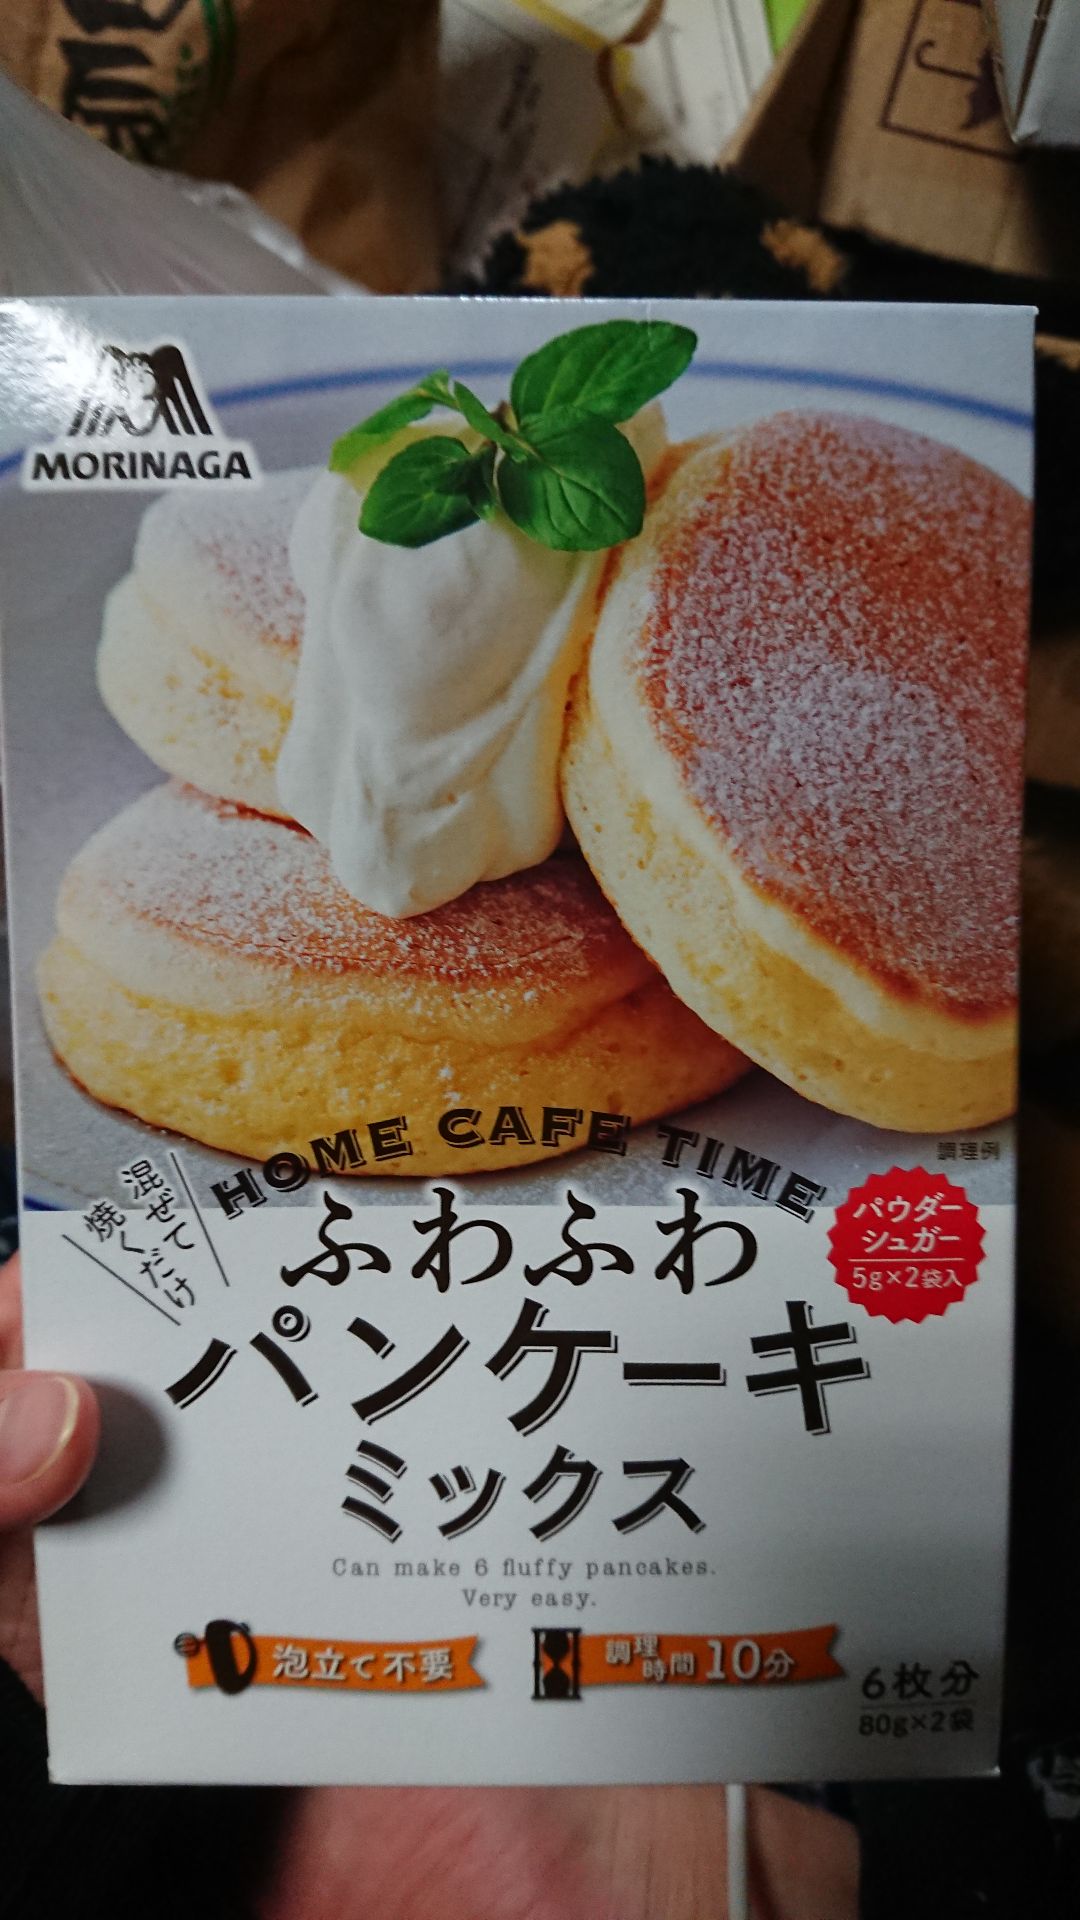 MORINAGA
調理例
HOME CAFE TIME
混ぜて
焼くだけ
ふわふわ
パンケーキ
ミックス
パウダー
シュガー
5g×2袋入
Can make 6 fluffy pancakes.
Very easy.
泡立て不要
調理時間10分
6枚分
80g×2袋